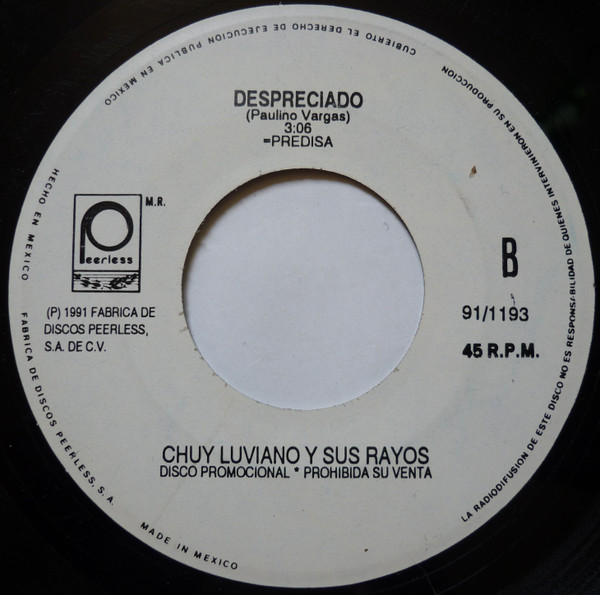 CUBIERTO EL DERECHO DE EJECUCION PUBLICA EN MEXICO
DESPRECIADO
(Paulino Vargas)
3:06
=PREDISA
M.R.
Peerless
B
(P) 1991 FABRICA DE
DISCOS PEERLESS,
S.A. DE C.V.
91/1193
45 R.P.M.
CHUY LUVIANO Y SUS RAYOS
DISCO PROMOCIONAL * PROHIBIDA SU VENTA
HECHO EN MEXICO
FABRICA DE DISCOS PEERLESS, S. A.
MADE IN MEXICO
LA RADIODIFUSION DE ESTE DISCO NO ES RESPONSABILIDAD DE QUIENES INTERVINIERON EN SU PRODUCCION